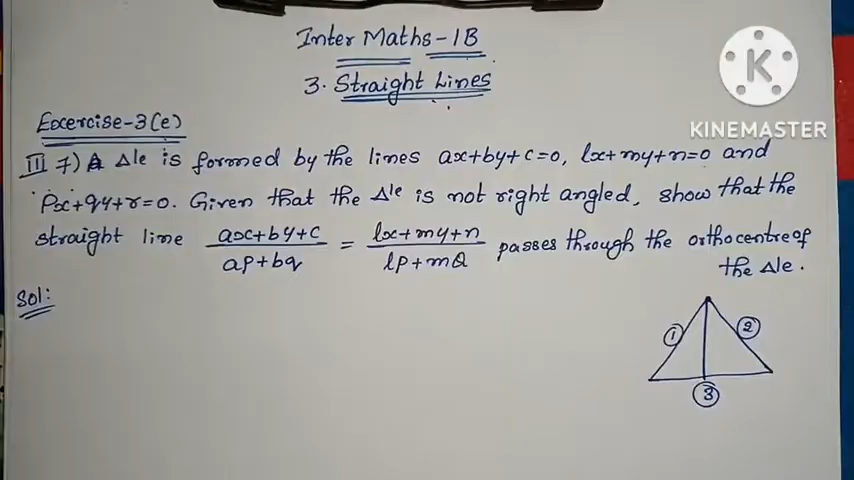 Inter Maths-1B
3. Straight Lines
K
KINEMASTER
Excercise-3(e)
III 7) A Δle is formed by the lines ax+by+c=0, lx+my+n=0 and
Px+qy+r=0. Given that the Δle is not right angled, show that the
straight line (ax+by+c)/(ap+bq) = (lx+my+n)/(lp+mQ) passes through the orthocentre of
the Δle.
Sol:
1 2
3